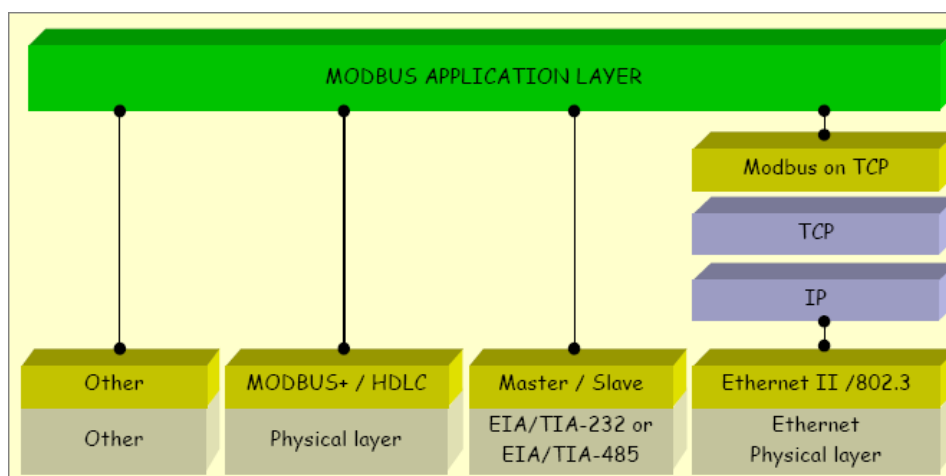 MODBUS APPLICATION LAYER
Modbus on TCP
TCP
IP
Other
MODBUS+ / HDLC
Master / Slave
Ethernet II /802.3
Other
Physical layer
EIA/TIA-232 or
EIA/TIA-485
Ethernet
Physical layer